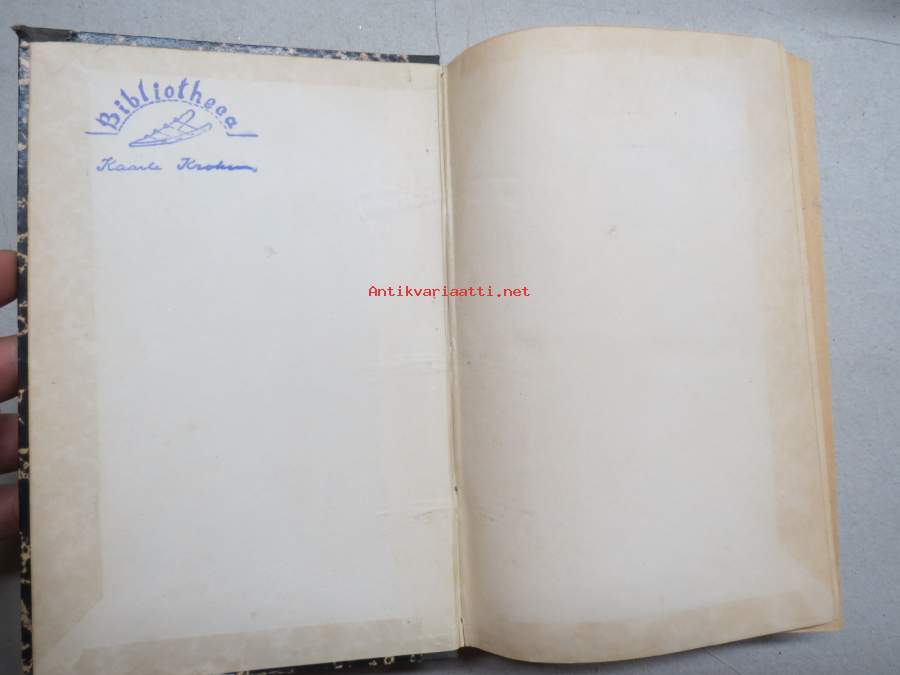 Bibliotheca
Kaarle Krohn
Antikvariaatti.net